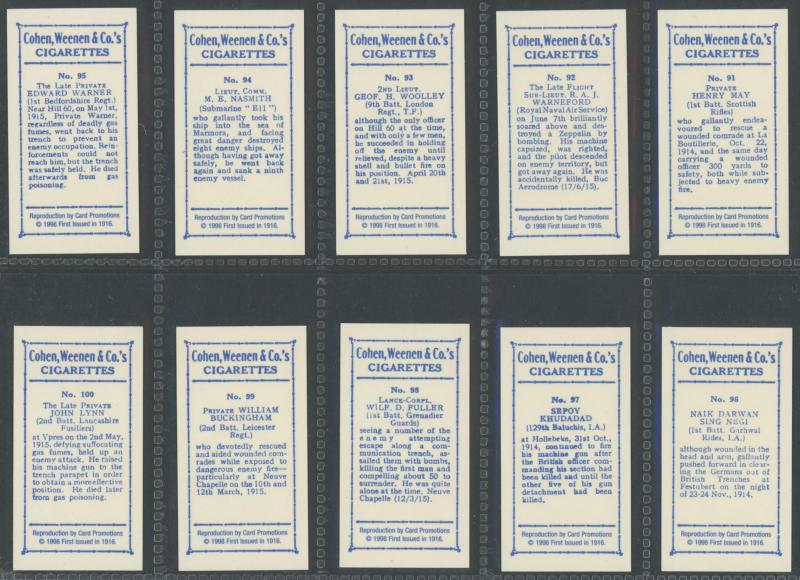 Cohen, Weenen & Co.'s
CIGARETTES
No. 95
The Late Private
EDWARD WARNER
(1st Bedfordshire Regt.)
Near Hill 60, on May 1st,
1915, Private Warner,
regardless of deadly gas
fumes, went back to his
trench to prevent an
enemy occupation. Rein-
forcements could not
reach him, but the trench
was safely held. He died
afterwards from gas
poisoning.
Reproduction by Card Promotions
© 1998 First Issued in 1916.
Cohen, Weenen & Co.'s
CIGARETTES
No. 94
Lieut. Comm.
M. E. NASMITH
(Submarine "E11")
who gallantly took his
ship into the sea of
Marmora, and facing
great danger destroyed
eight enemy ships. Al-
though having got away
safely, he went back
again and sank a ninth
enemy vessel.
Reproduction by Card Promotions
© 1998 First Issued in 1916.
Cohen, Weenen & Co.'s
CIGARETTES
No. 93
2nd Lieut.
GEOF. H. WOOLLEY
(9th Batt. London
Regt., T.F.)
although the only officer
on Hill 60 at the time,
and with only a few men,
he succeeded in holding
off the enemy until
relieved, despite a heavy
shell and bullet fire on
his position. April 20th
and 21st, 1915.
Reproduction by Card Promotions
© 1998 First Issued in 1916.
Cohen, Weenen & Co.'s
CIGARETTES
No. 92
The Late Flight
Sub-Lieut. R. A. J.
WARNEFORD
(Royal Naval Air Service)
on June 7th brilliantly
soared above and des-
troyed a Zeppelin by
bombing. His machine
capsized, was righted,
and the pilot descended
on enemy territory, but
got away again. He was
accidentally killed, Buc
Aerodrome (17/6/15).
Reproduction by Card Promotions
© 1998 First Issued in 1916.
Cohen, Weenen & Co.'s
CIGARETTES
No. 91
Private
HENRY MAY
(1st Batt. Scottish
Rifles)
who gallantly endea-
voured to rescue a
wounded comrade at La
Boutillerie, Oct. 22,
1914, and the same day
carrying a wounded
officer 300 yards to
safety, both while sub-
jected to heavy enemy
fire.
Reproduction by Card Promotions
© 1998 First Issued in 1916.
Cohen, Weenen & Co.'s
CIGARETTES
No. 100
The Late Private
JOHN LYNN
(2nd Batt. Lancashire
Fusiliers)
at Ypres on the 2nd May,
1915, defying suffocating
gas fumes, held up an
enemy attack. He raised
his machine gun to the
trench parapet in order
to obtain a more effective
position. He died later
from gas poisoning.
Reproduction by Card Promotions
© 1998 First Issued in 1916.
Cohen, Weenen & Co.'s
CIGARETTES
No. 99
Private WILLIAM
BUCKINGHAM
(2nd Batt. Leicester
Regt.)
who devotedly rescued
and aided wounded com-
rades while exposed to
dangerous enemy fire—
particularly at Neuve
Chapelle on the 10th and
12th March, 1915.
Reproduction by Card Promotions
© 1998 First Issued in 1916.
Cohen, Weenen & Co.'s
CIGARETTES
No. 98
Lance-Corpl.
WILF. D. FULLER
(1st Batt. Grenadier
Guards)
seeing a number of the
enemy attempting
escape along a com-
munication trench, as-
sailed them with bombs,
killing the first man and
compelling about 50 to
surrender. He was quite
alone at the time. Neuve
Chapelle (12/3/15).
Reproduction by Card Promotions
© 1998 First Issued in 1916.
Cohen, Weenen & Co.'s
CIGARETTES
No. 97
SEPOY
KHUDADAD
(129th Baluchis, I.A.)
at Hollebeke, 31st Oct.,
1914, continued to fire
his machine gun after
the British officer com-
manding his section had
been killed and until the
other five of his gun
detachment had been
killed.
Reproduction by Card Promotions
© 1998 First Issued in 1916.
Cohen, Weenen & Co.'s
CIGARETTES
No. 96
NAIK DARWAN
SING NEGI
(1st Batt. Garhwal
Rides, I.A.)
although wounded in the
head and arm, gallantly
pushed forward in clear-
ing the Germans out of
British Trenches at
Festubert on the night
of 23-24 Nov., 1914.
Reproduction by Card Promotions
© 1998 First Issued in 1916.